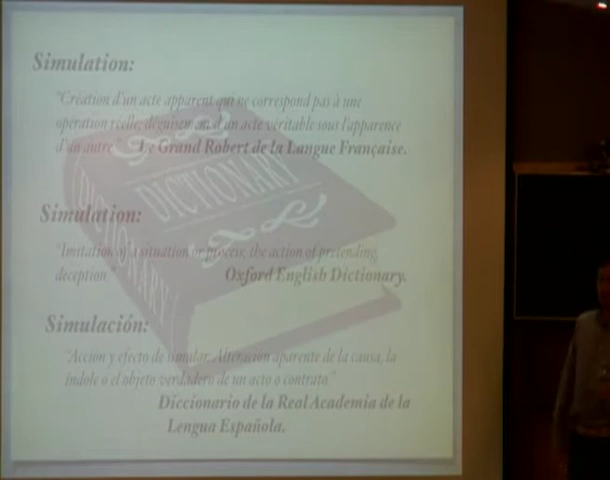 Simulation:
"Création d'un acte apparent qui ne correspond pas à une
operation réelle, déguisement d'un acte véritable sous l'apparence
d'un autre." Le Grand Robert de la Langue Française.
DICTIONARY
DICTIONARY
Simulation:
"Imitation of a situation or process, the action of pretending,
deception." Oxford English Dictionary.
Simulación:
"Acción y efecto de simular. Alteración aparente de la causa, la
índole o el objeto verdadero de un acto o contrato."
Diccionario de la Real Academia de la
Lengua Española.